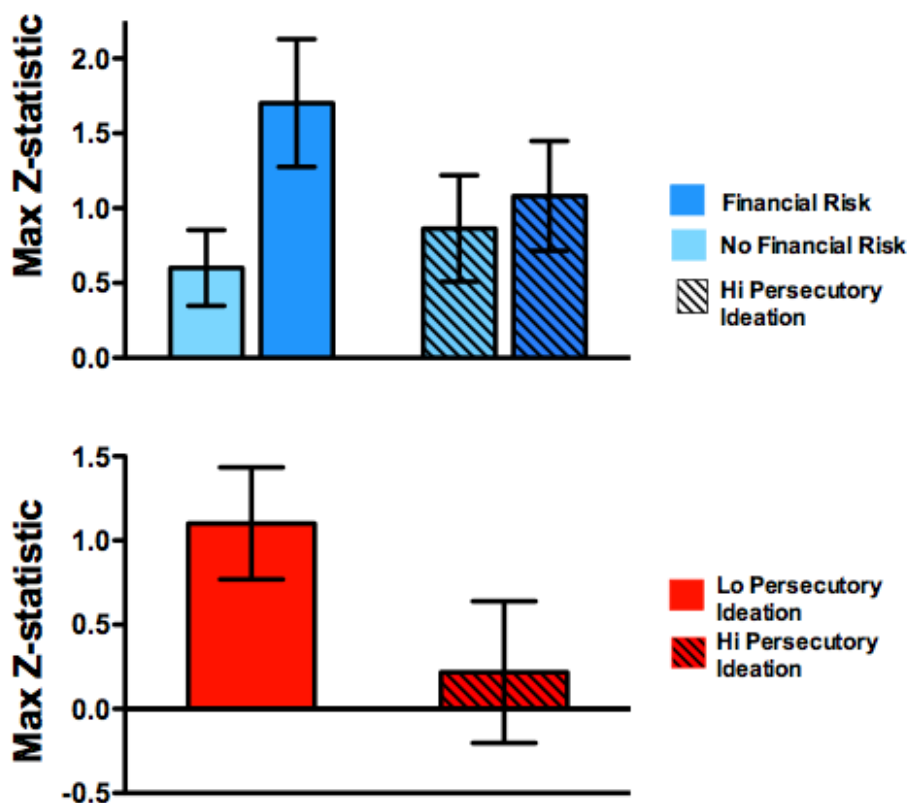 Max Z-statistic
2.0
1.5
1.0
0.5
0.0
Financial Risk
No Financial Risk
Hi Persecutory
Ideation
Max Z-statistic
1.5
1.0
0.5
0.0
-0.5
Lo Persecutory
Ideation
Hi Persecutory
Ideation